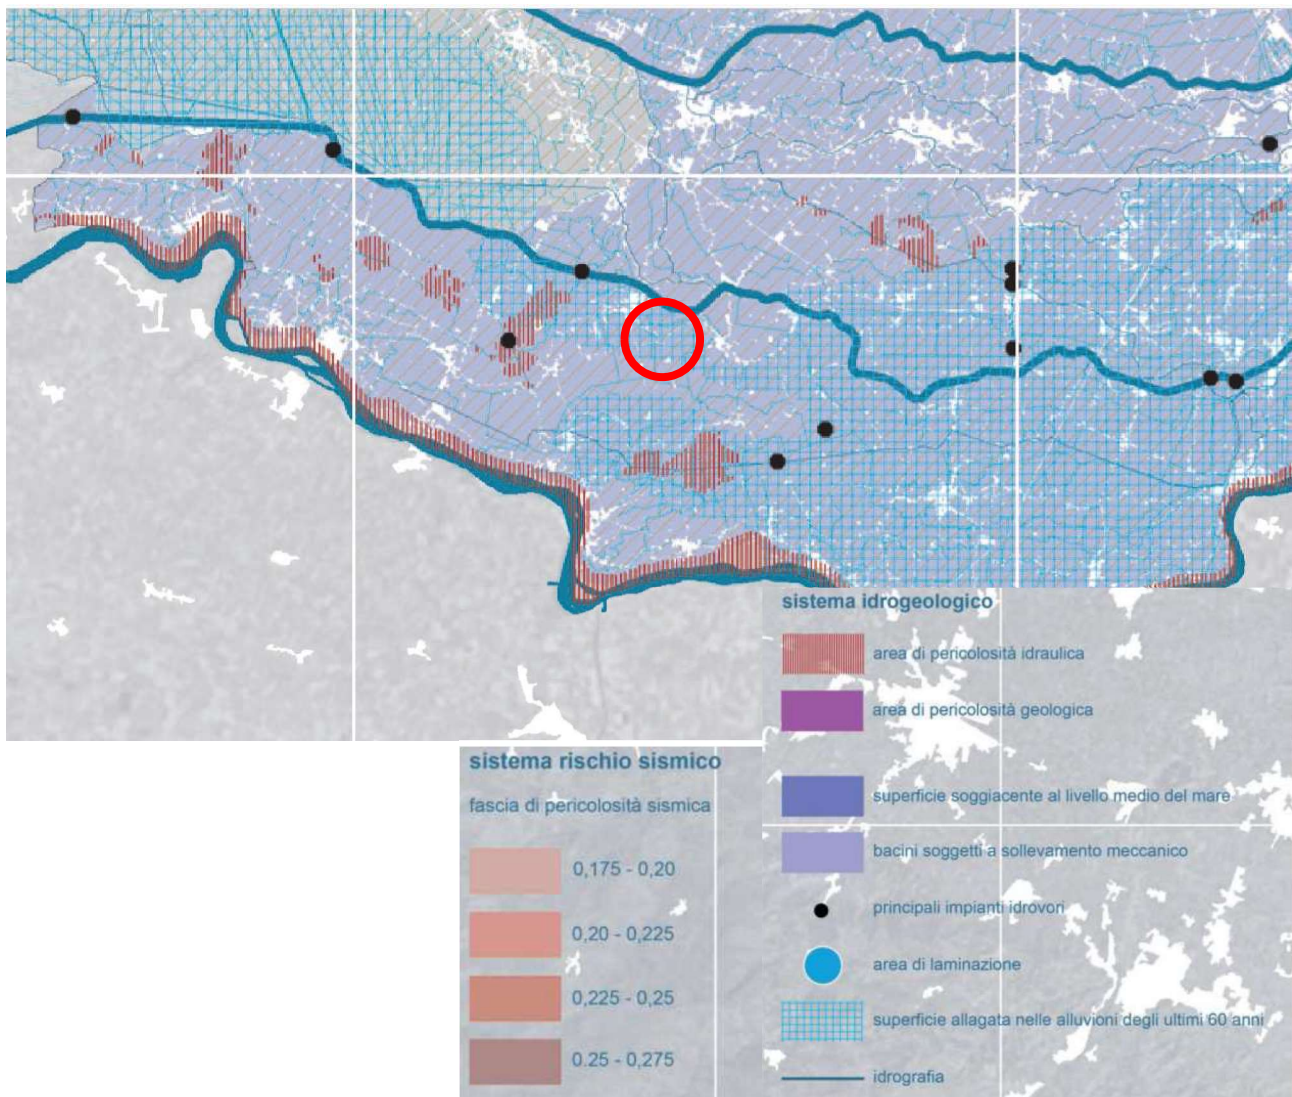 sistema idrogeologico
area di pericolosità idraulica
area di pericolosità geologica
superficie soggiacente al livello medio del mare
bacini soggetti a sollevamento meccanico
principali impianti idrovori
area di laminazione
superficie allagata nelle alluvioni degli ultimi 60 anni
idrografia
sistema rischio sismico
fascia di pericolosità sismica
0,175 - 0,20
0,20 - 0,225
0,225 - 0,25
0.25 - 0,275